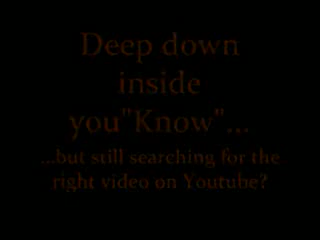 Deep down
inside
you"Know"...
...but still searching for the
right video on Youtube?